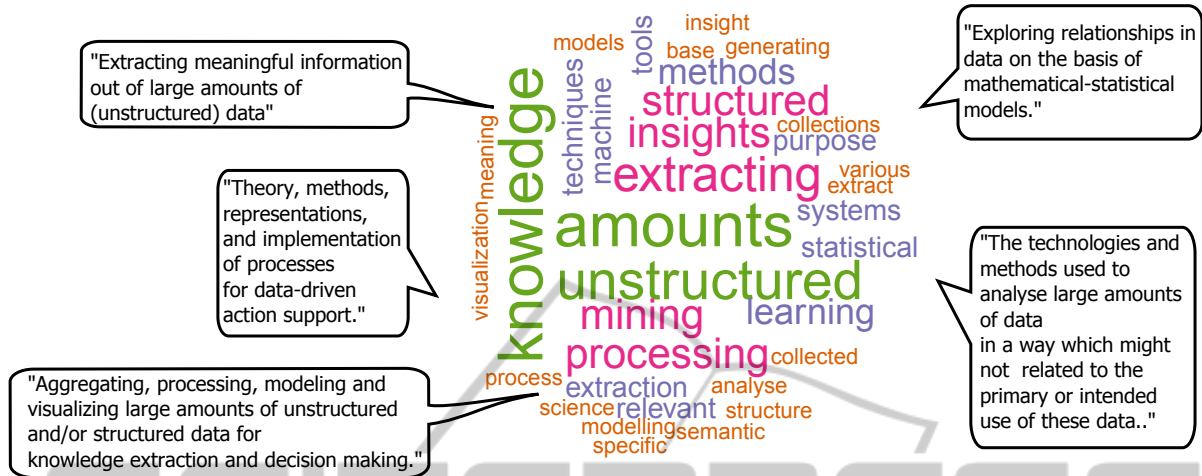 "Extracting meaningful information
out of large amounts of
(unstructured) data"
"Theory, methods,
representations,
and implementation
of processes
for data-driven
action support."
"Aggregating, processing, modeling and
visualizing large amounts of unstructured
and/or structured data for
knowledge extraction and decision making."
insight
models
tools
base
generating
methods
techniques
machine
structured
knowledge
insights
collections
purpose
meaning
extracting
various
extract
visualization
amounts
systems
statistical
unstructured
mining
learning
processing
collected
process
extraction
analyse
science
relevant
structure
modelling
semantic
specific
"Exploring relationships in
data on the basis of
mathematical-statistical
models."
"The technologies and
methods used to
analyse large amounts
of data
in a way which might
not related to the
primary or intended
use of these data.."